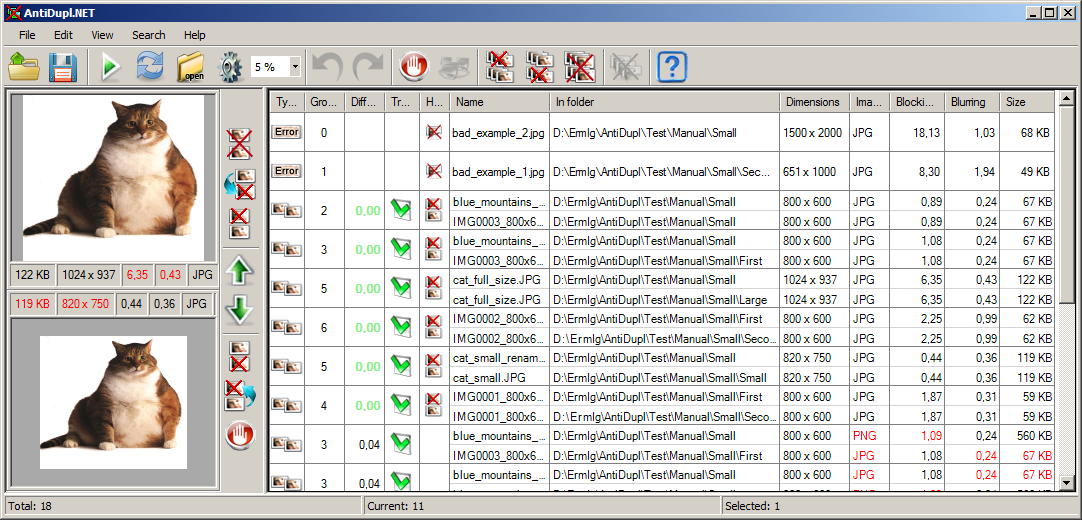 AntiDupl.NET
File Edit View Search Help
open 5 % ?
122 KB 1024 x 937 6,35 0,43 JPG
119 KB 820 x 750 0,44 0,36 JPG
Ty... Gro... Diff... Tr... H... Name In folder Dimensions Ima... Blocki... Blurring Size
Error 0 bad_example_2.jpg D:\Ermlg\AntiDupl\Test\Manual\Small 1500 x 2000 JPG 18,13 1,03 68 KB
Error 1 bad_example_1.jpg D:\Ermlg\AntiDupl\Test\Manual\Small\Seco... 651 x 1000 JPG 8,30 1,94 49 KB
2 0,00 blue_mountains_... D:\Ermlg\AntiDupl\Test\Manual\Small 800 x 600 JPG 0,89 0,24 67 KB
IMG0003_800x6... D:\Ermlg\AntiDupl\Test\Manual\Small 800 x 600 JPG 0,89 0,24 67 KB
3 0,00 blue_mountains_... D:\Ermlg\AntiDupl\Test\Manual\Small 800 x 600 JPG 1,08 0,24 67 KB
IMG0003_800x6... D:\Ermlg\AntiDupl\Test\Manual\Small\First 800 x 600 JPG 1,08 0,24 67 KB
5 0,00 cat_full_size.JPG D:\Ermlg\AntiDupl\Test\Manual\Small 1024 x 937 JPG 6,35 0,43 122 KB
cat_full_size.JPG D:\Ermlg\AntiDupl\Test\Manual\Small\Large 1024 x 937 JPG 6,35 0,43 122 KB
6 0,00 IMG0002_800x6... D:\Ermlg\AntiDupl\Test\Manual\Small\First 800 x 600 JPG 2,25 0,99 62 KB
IMG0002_800x6... D:\Ermlg\AntiDupl\Test\Manual\Small\Seco... 800 x 600 JPG 2,25 0,99 62 KB
5 0,00 cat_small_renam... D:\Ermlg\AntiDupl\Test\Manual\Small 820 x 750 JPG 0,44 0,36 119 KB
cat_small.JPG D:\Ermlg\AntiDupl\Test\Manual\Small\Small 820 x 750 JPG 0,44 0,36 119 KB
4 0,00 IMG0001_800x6... D:\Ermlg\AntiDupl\Test\Manual\Small\First 800 x 600 JPG 1,87 0,31 59 KB
IMG0001_800x6... D:\Ermlg\AntiDupl\Test\Manual\Small\Seco... 800 x 600 JPG 1,87 0,31 59 KB
3 0,04 blue_mountains_... D:\Ermlg\AntiDupl\Test\Manual\Small 800 x 600 PNG 1,09 0,24 560 KB
IMG0003_800x6... D:\Ermlg\AntiDupl\Test\Manual\Small\First 800 x 600 JPG 1,08 0,24 67 KB
3 0,04 blue_mountains_... D:\Ermlg\AntiDupl\Test\Manual\Small 800 x 600 JPG 1,08 0,24 67 KB
Total: 18 Current: 11 Selected: 1